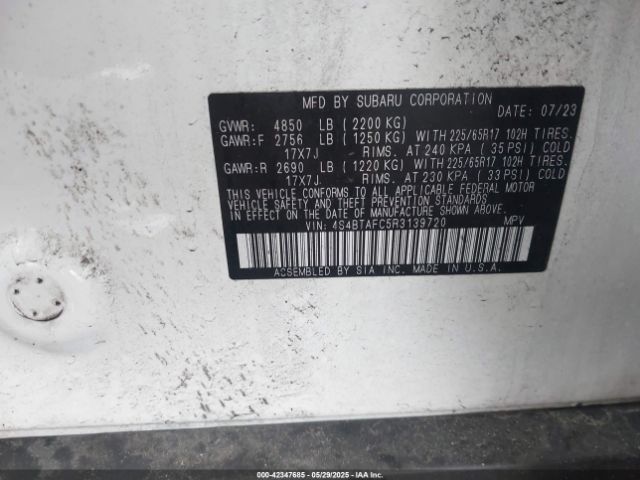 MFD BY SUBARU CORPORATION
DATE: 07/23
GVWR: 4850 LB (2200 KG)
GAWR:F 2756 LB (1250 KG) WITH 225/65R17 102H TIRES.
17X7J RIMS. AT 240 KPA (35 PSI) COLD
GAWR:R 2690 LB (1220 KG) WITH 225/65R17 102H TIRES.
17X7J RIMS. AT 230 KPA (33 PSI) COLD
THIS VEHICLE CONFORMS TO ALL APPLICABLE FEDERAL MOTOR
VEHICLE SAFETY, BUMPER, AND THEFT PREVENTION STANDARDS
IN EFFECT ON THE DATE OF MANUFACTURE SHOWN ABOVE.
VIN: 4S4BTAFC5R3139720 MPV
ACSEMBLED BY SIA INC. MADE IN U.S.A.
000-42347685 05/29/2025 IAAI.COM